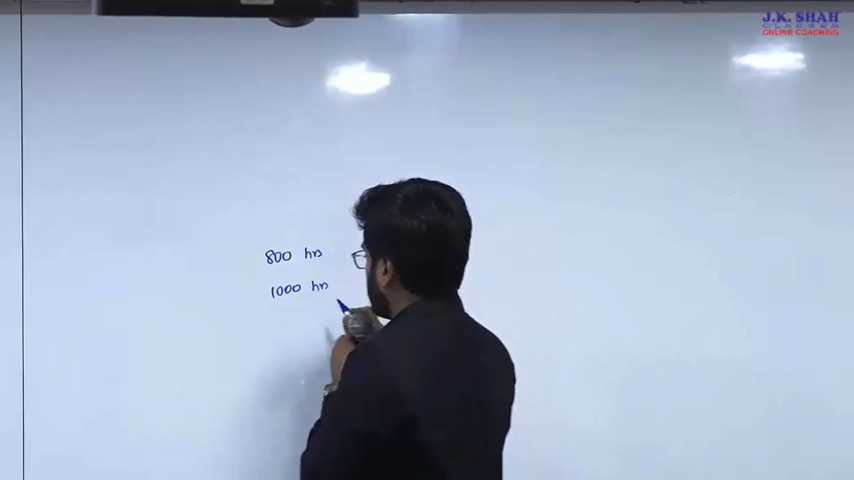 J.K. SHAH
CLASSES
ONLINE COACHING
800 hrs
1000 hrs